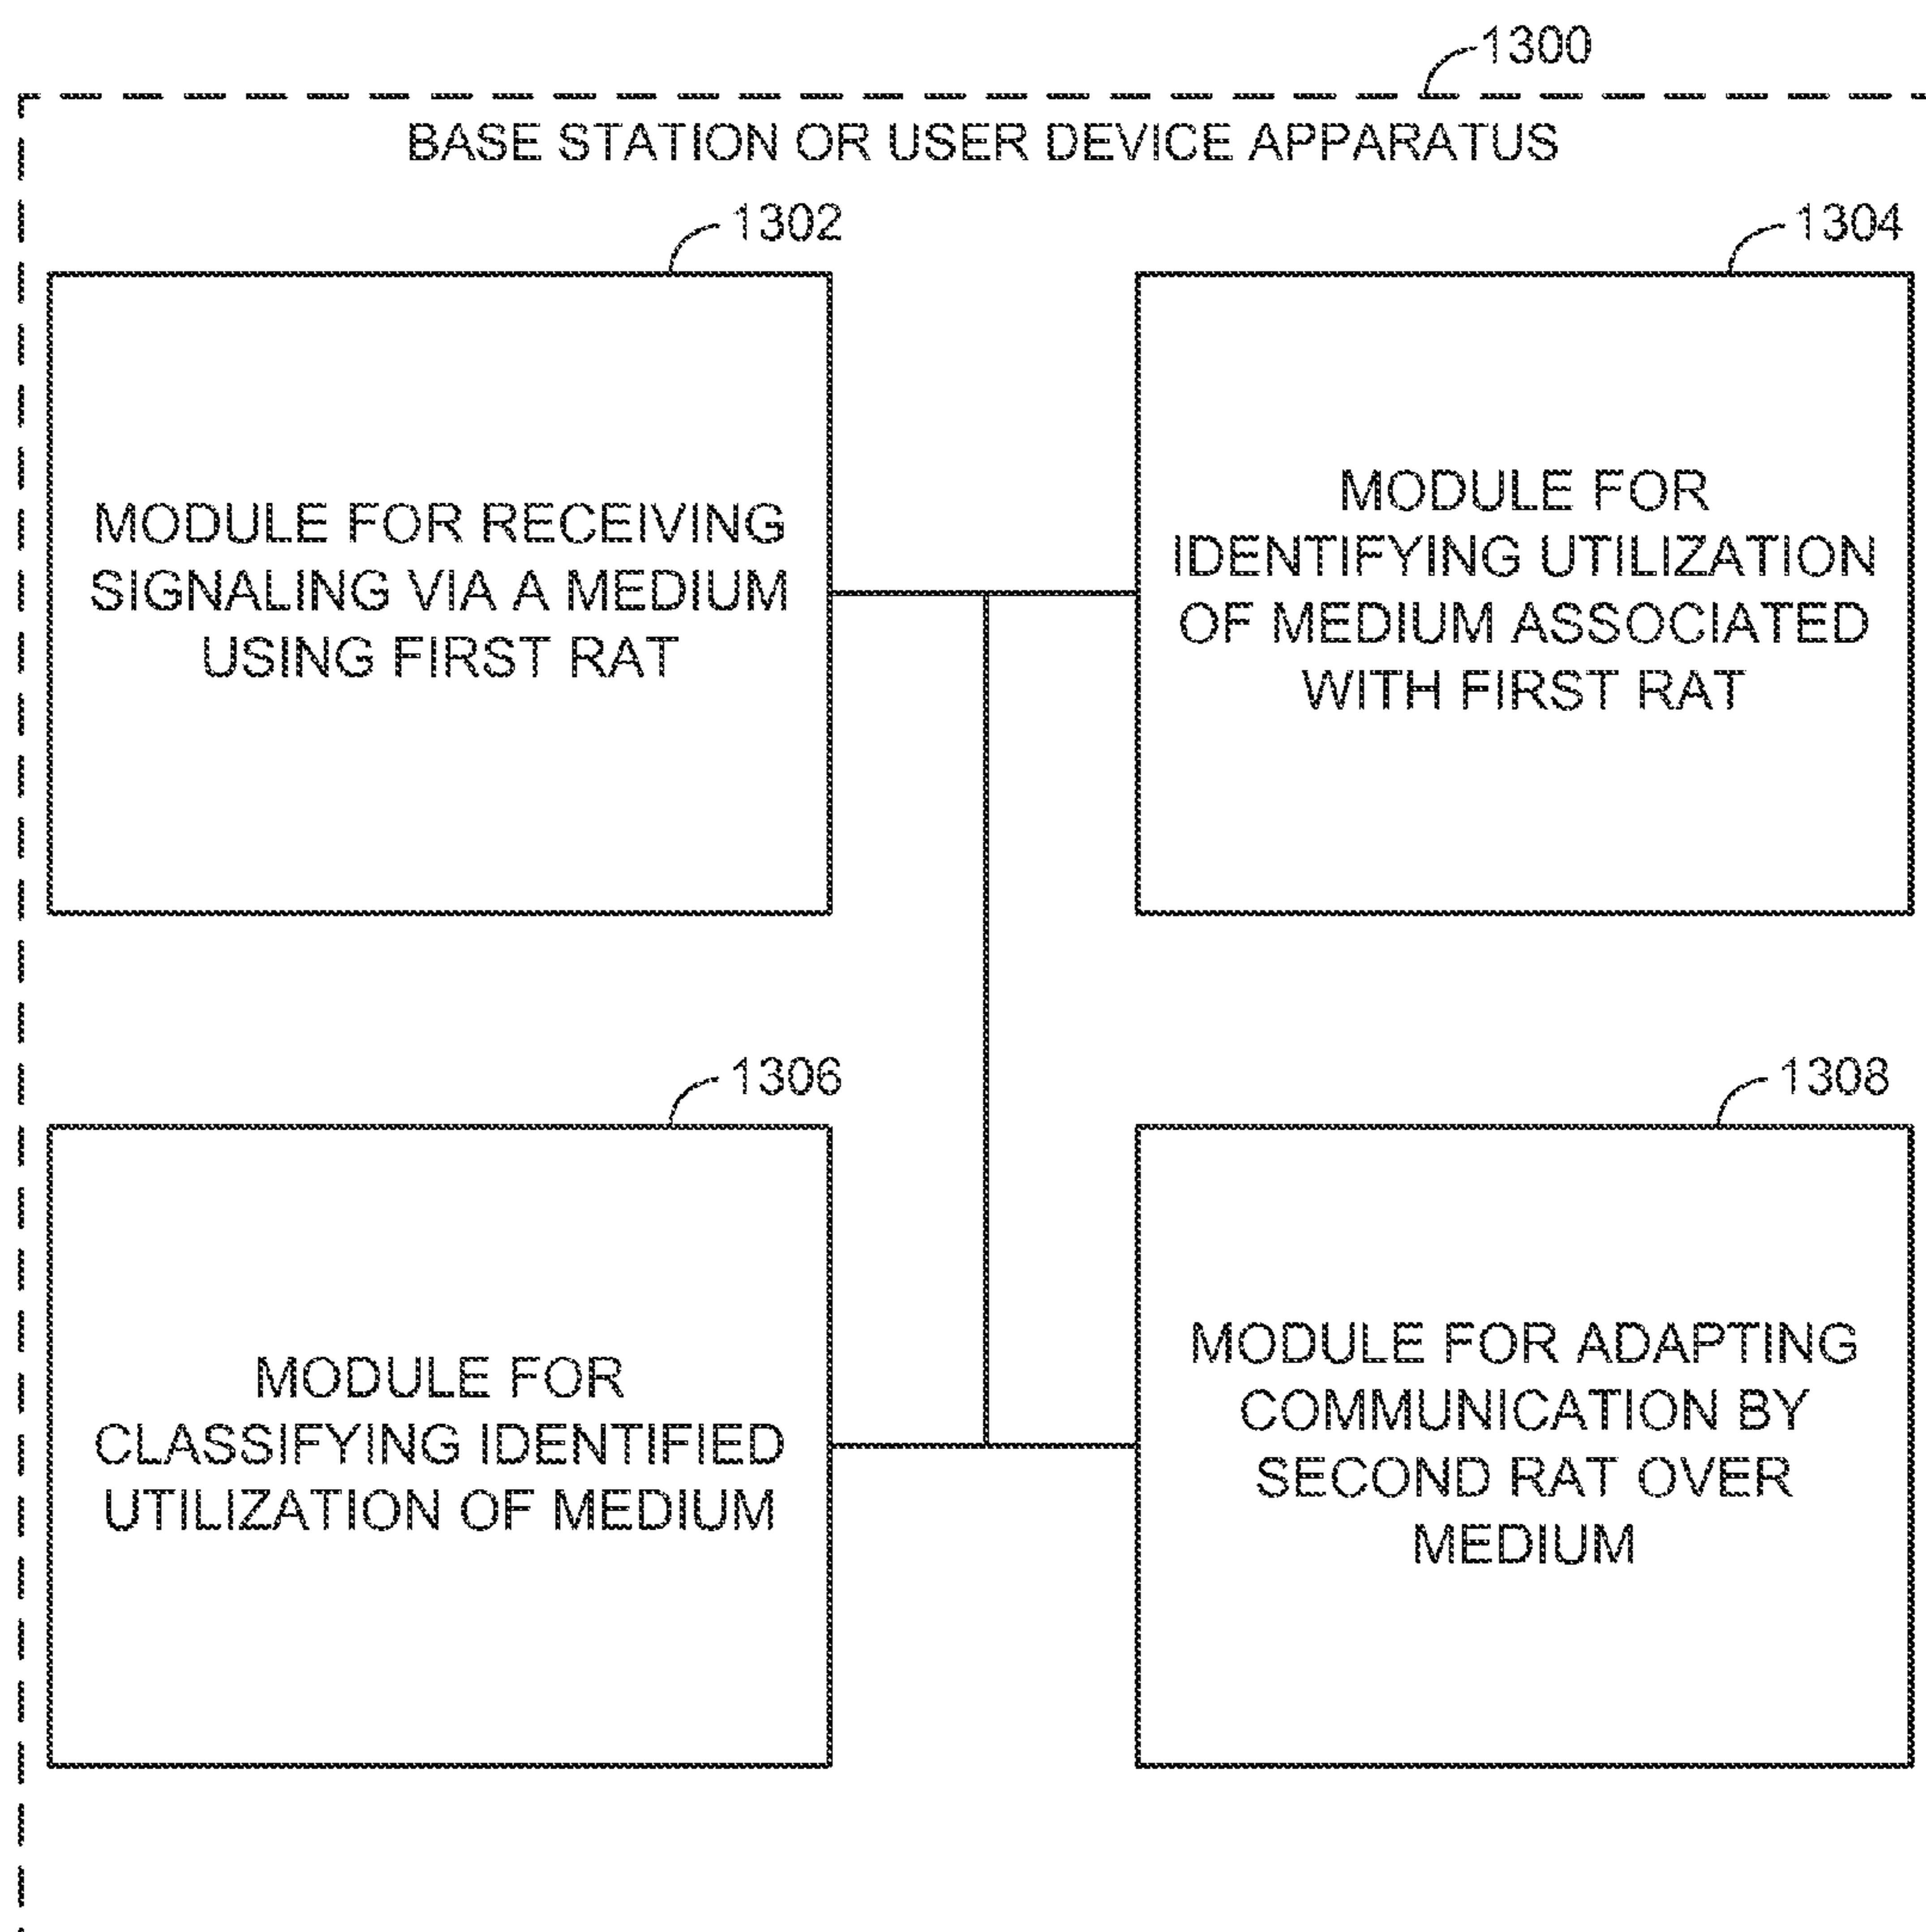 1300
BASE STATION OR USER DEVICE APPARATUS
1302
MODULE FOR RECEIVING
SIGNALING VIA A MEDIUM
USING FIRST RAT
1304
MODULE FOR
IDENTIFYING UTILIZATION
OF MEDIUM ASSOCIATED
WITH FIRST RAT
1306
MODULE FOR
CLASSIFYING IDENTIFIED
UTILIZATION OF MEDIUM
1308
MODULE FOR ADAPTING
COMMUNICATION BY
SECOND RAT OVER
MEDIUM